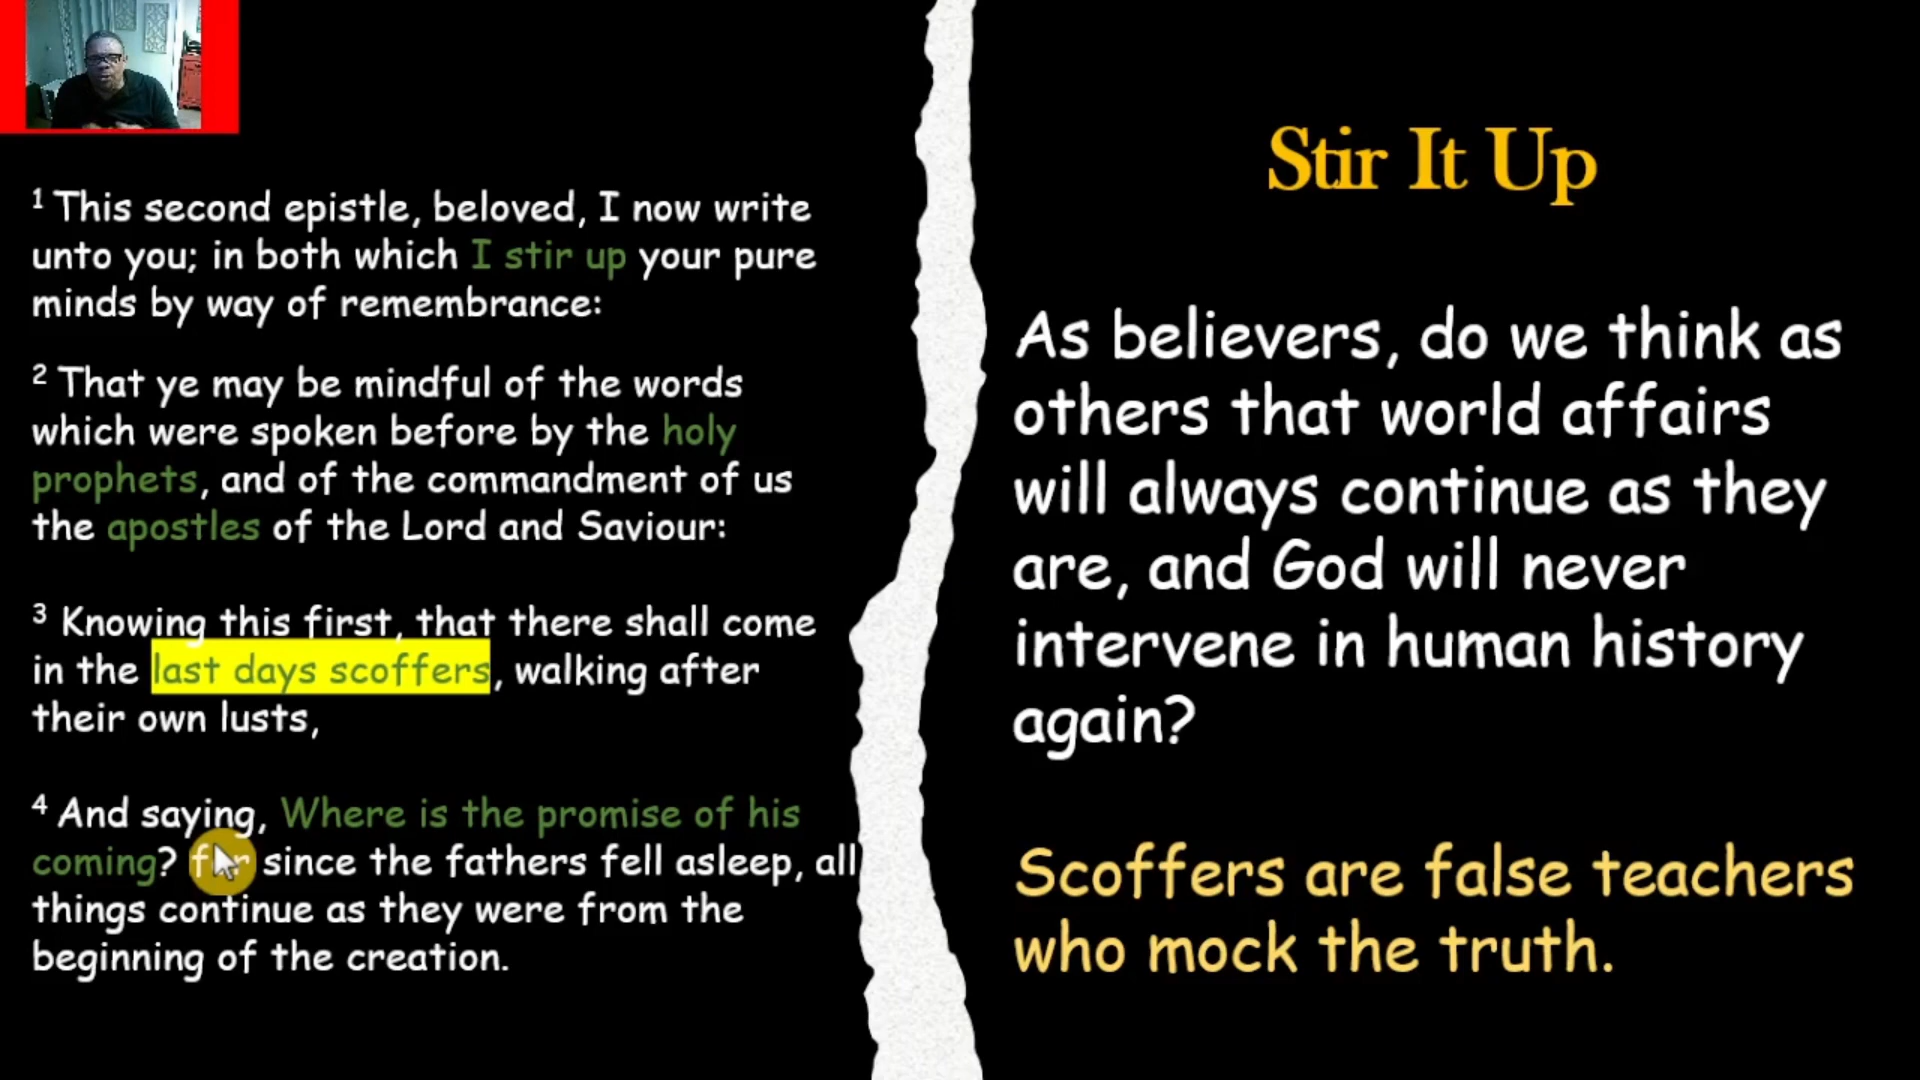 1 This second epistle, beloved, I now write
unto you; in both which I stir up your pure
minds by way of remembrance:
2 That ye may be mindful of the words
which were spoken before by the holy
prophets, and of the commandment of us
the apostles of the Lord and Saviour:
3 Knowing this first, that there shall come
in the last days scoffers, walking after
their own lusts,
4 And saying, Where is the promise of his
coming? for since the fathers fell asleep, all
things continue as they were from the
beginning of the creation.
Stir It Up
As believers, do we think as
others that world affairs
will always continue as they
are, and God will never
intervene in human history
again?
Scoffers are false teachers
who mock the truth.